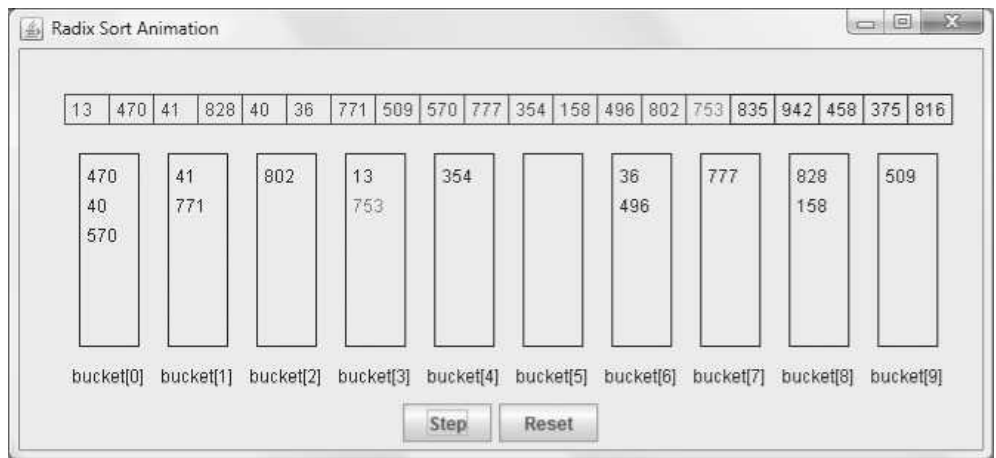 Radix Sort Animation
13 470 41 828 40 36 771 509 570 777 354 158 496 802 753 835 942 458 375 816
470 41 802 13 354 36 777 828 509
40 771 753 496 158
570
bucket[0] bucket[1] bucket[2] bucket[3] bucket[4] bucket[5] bucket[6] bucket[7] bucket[8] bucket[9]
Step Reset